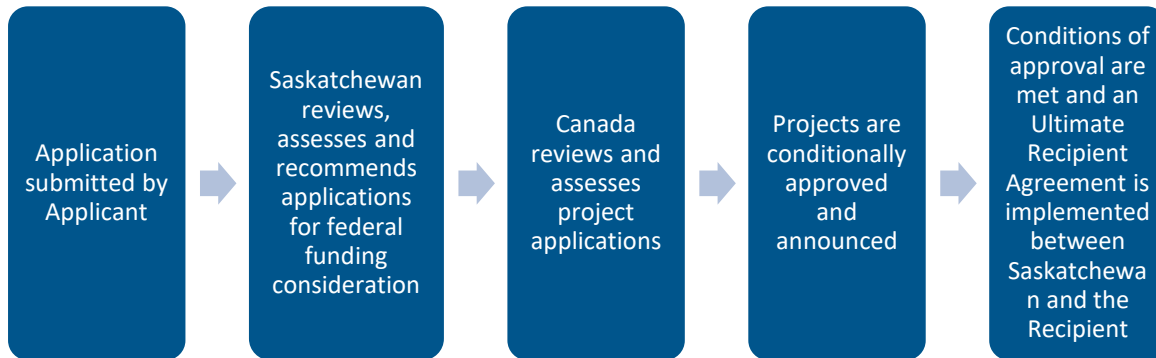 Application
submitted by
Applicant
Saskatchewan
reviews,
assesses and
recommends
applications
for federal
funding
consideration
Canada
reviews and
assesses
project
applications
Projects are
conditionally
approved
and
announced
Conditions of
approval are
met and an
Ultimate
Recipient
Agreement is
implemented
between
Saskatchewa
n and the
Recipient